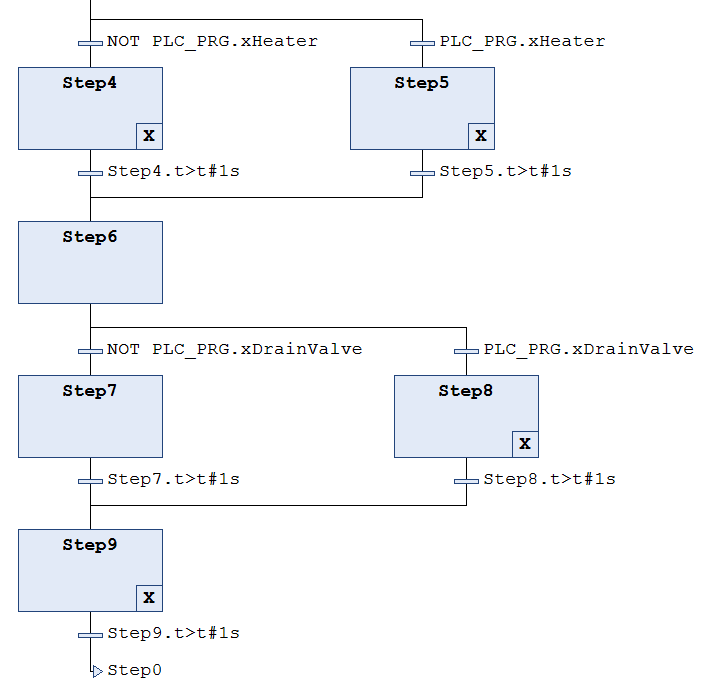 NOT PLC_PRG.xHeater
PLC_PRG.xHeater
Step4
Step5
X
X
Step4.t>t#1s
Step5.t>t#1s
Step6
NOT PLC_PRG.xDrainValve
PLC_PRG.xDrainValve
Step7
Step8
X
Step7.t>t#1s
Step8.t>t#1s
Step9
X
Step9.t>t#1s
Step0